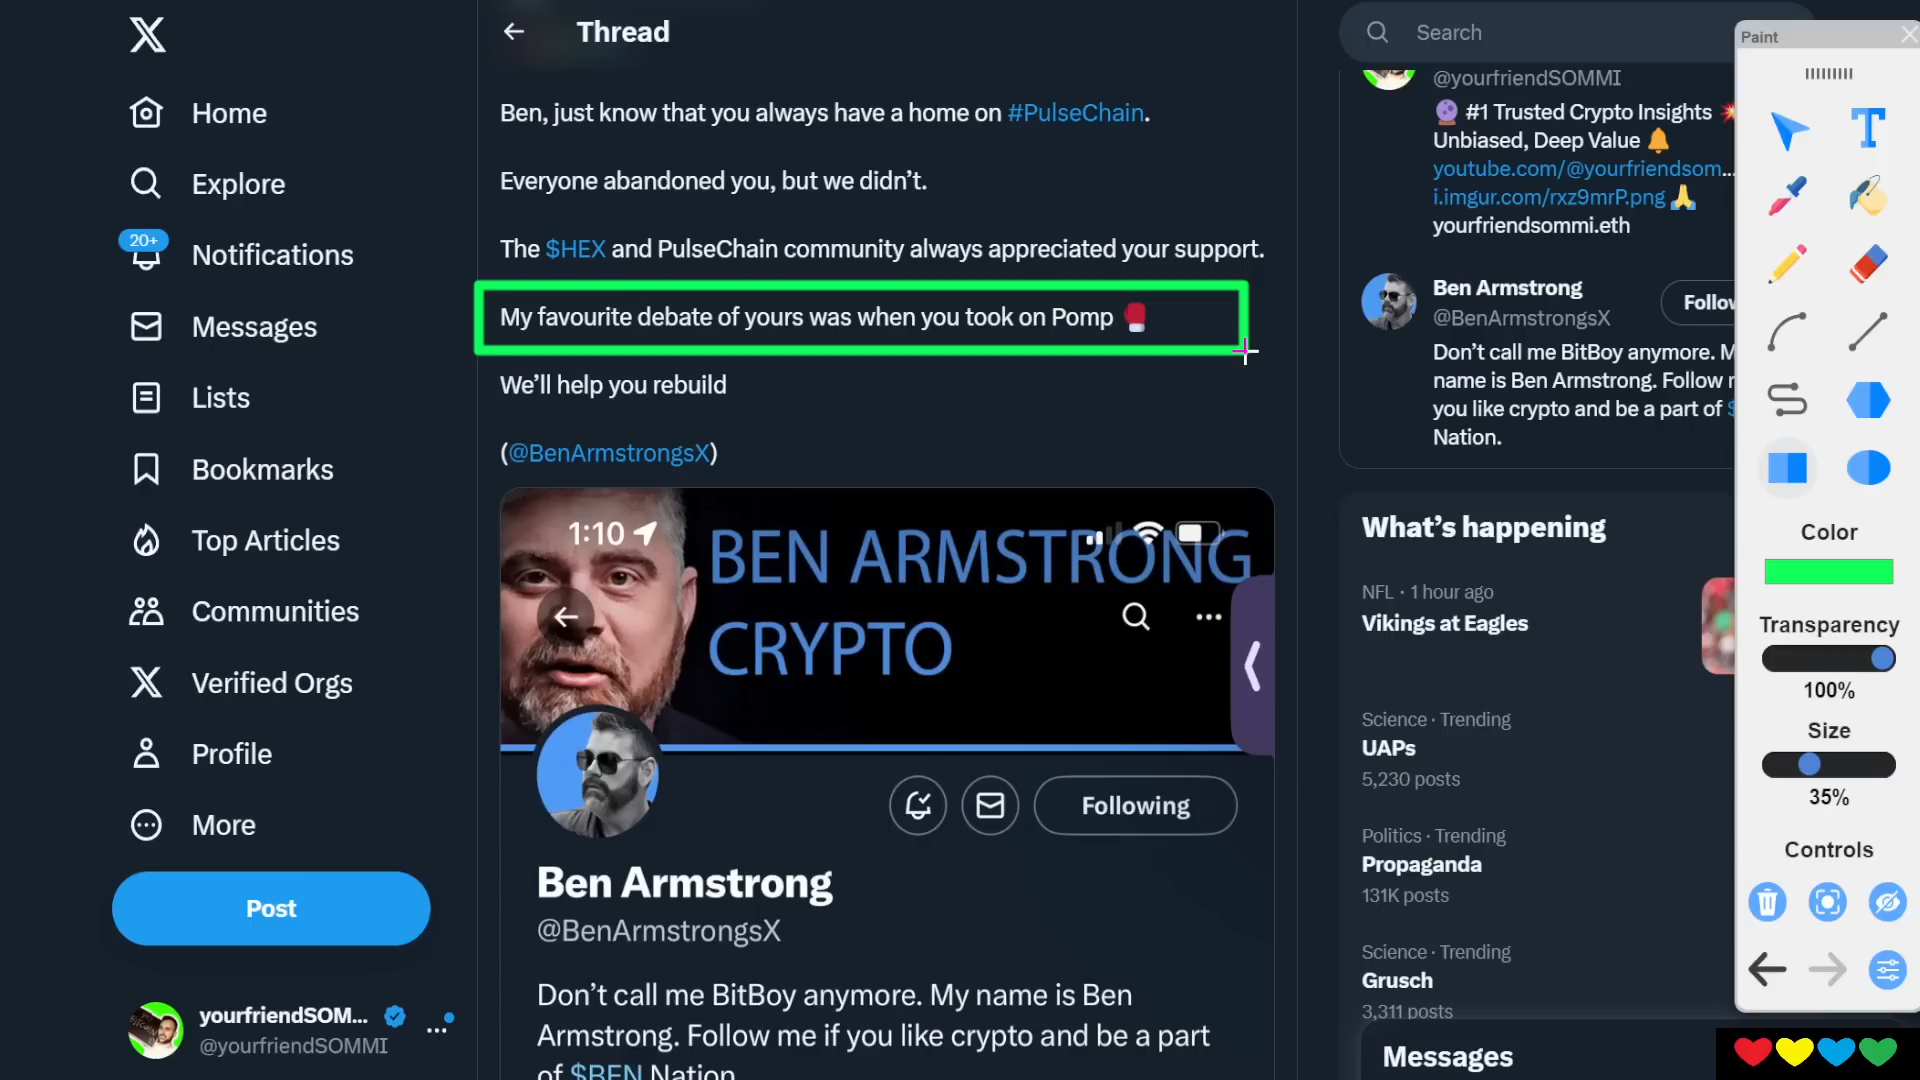 Home
Explore
20+
Notifications
Messages
Lists
Bookmarks
Top Articles
Communities
Verified Orgs
Profile
More
Post
yourfriendSOM...
@yourfriendSOMMI
Thread
Ben, just know that you always have a home on #PulseChain.
Everyone abandoned you, but we didn’t.
The $HEX and PulseChain community always appreciated your support.
My favourite debate of yours was when you took on Pomp 🥊
We’ll help you rebuild
(@BenArmstrongsX)
1:10
BEN ARMSTRONG
CRYPTO
Following
Ben Armstrong
@BenArmstrongsX
Don’t call me BitBoy anymore. My name is Ben
Armstrong. Follow me if you like crypto and be a part
of $BEN Nation.
Search
@yourfriendSOMMI
🔮 #1 Trusted Crypto Insights 💥
Unbiased, Deep Value 🔔
youtube.com/@yourfriendsom...
i.imgur.com/rxz9mrP.png 🙏
yourfriendsommi.eth
Ben Armstrong
@BenArmstrongsX
Follow
Don’t call me BitBoy anymore. M
name is Ben Armstrong. Follow
you like crypto and be a part of
Nation.
What’s happening
NFL · 1 hour ago
Vikings at Eagles
Science · Trending
UAPs
5,230 posts
Politics · Trending
Propaganda
131K posts
Science · Trending
Grusch
3,311 posts
Messages
Paint
T
Color
Transparency
100%
Size
35%
Controls